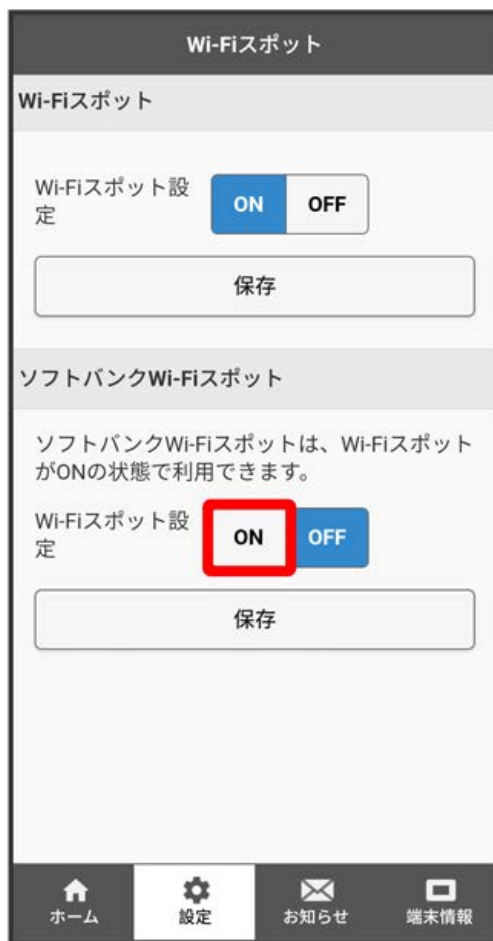 Wi-Fiスポット
Wi-Fiスポット
Wi-Fiスポット設
定
ON OFF
保存
ソフトバンクWi-Fiスポット
ソフトバンクWi-Fiスポットは、Wi-Fiスポット
がONの状態で利用できます。
Wi-Fiスポット設
定
ON OFF
保存
ホーム 設定 お知らせ 端末情報